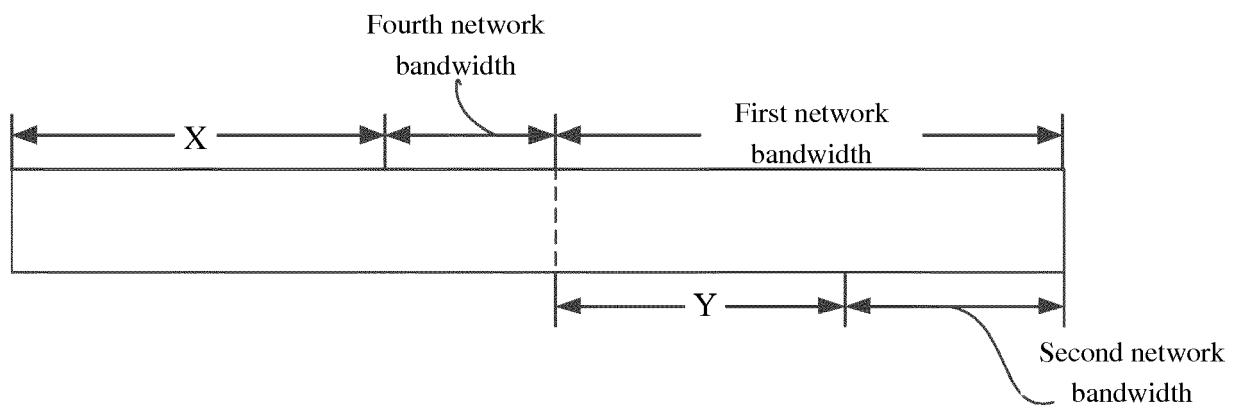 Fourth network
bandwidth
X
First network
bandwidth
Y
Second network
bandwidth